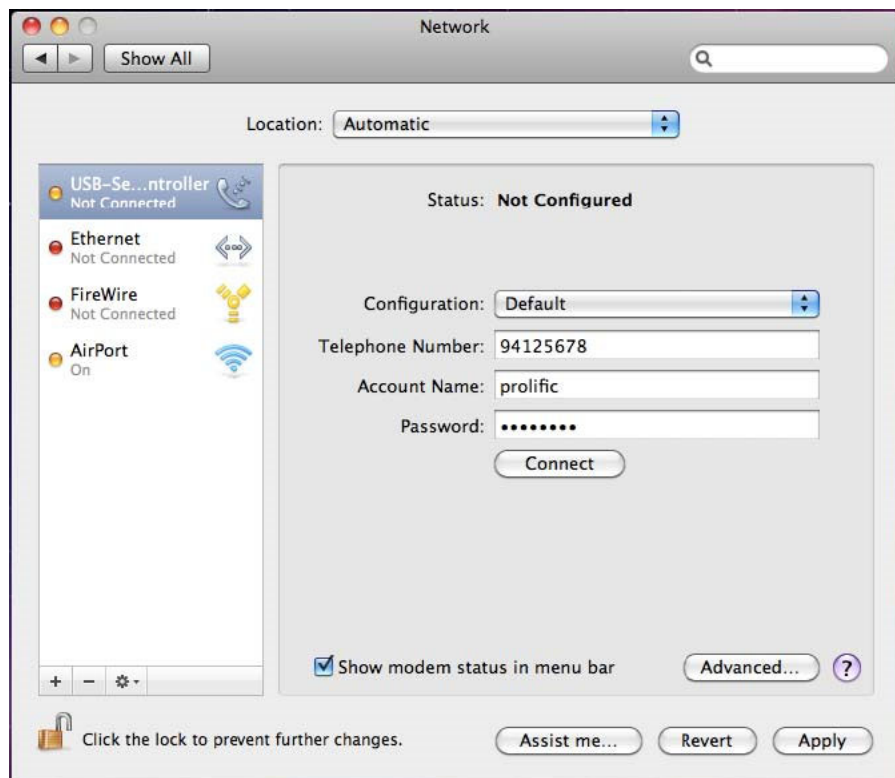 Network
Show All
Location: Automatic
USB-Se...ntroller
Not Connected
Ethernet
Not Connected
FireWire
Not Connected
AirPort
On
Status: Not Configured
Configuration: Default
Telephone Number: 94125678
Account Name: prolific
Password: ••••••••
Connect
Show modem status in menu bar
Advanced...
?
Click the lock to prevent further changes.
Assist me...
Revert
Apply